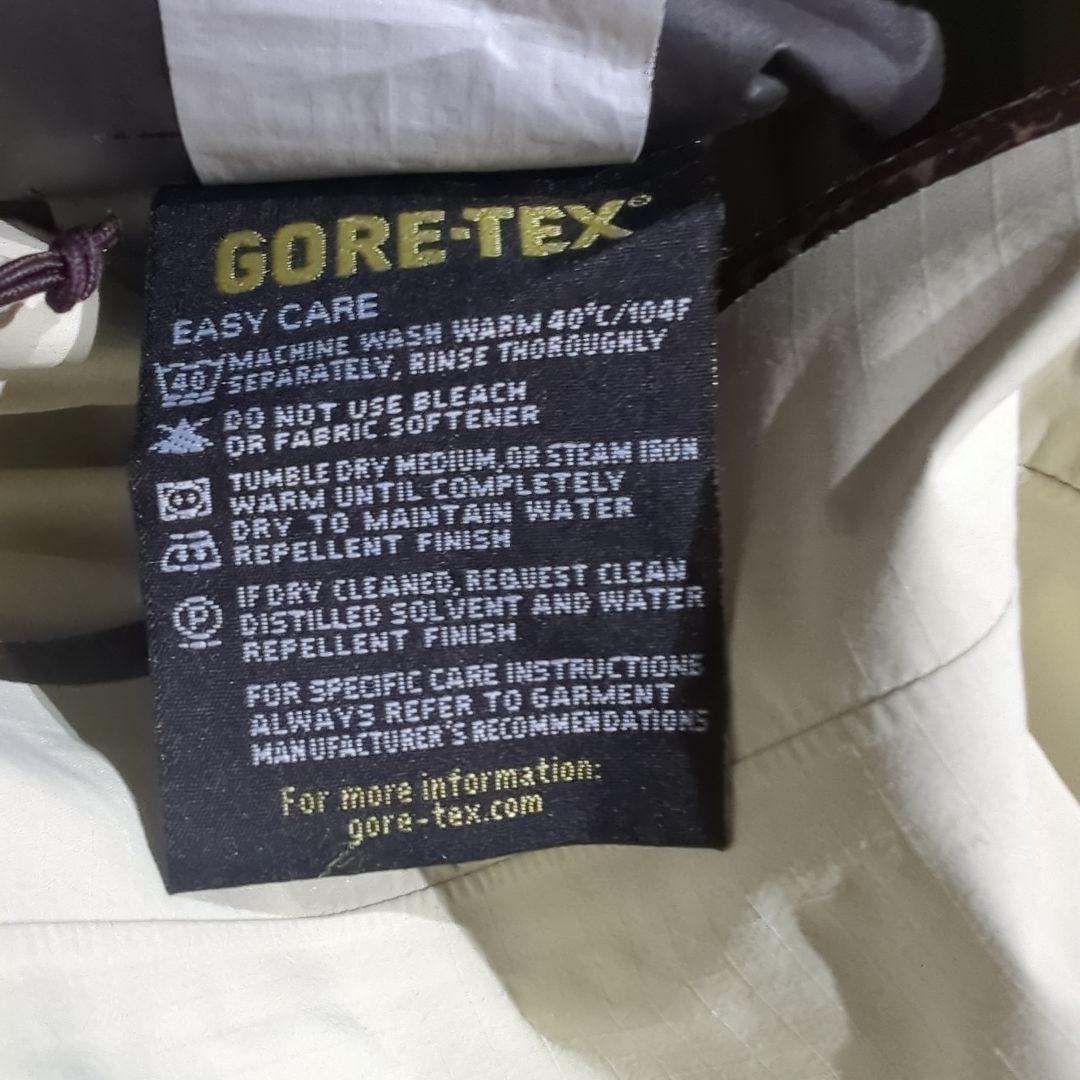 GORE-TEX®
EASY CARE
MACHINE WASH WARM 40°C/104F
40 SEPARATELY, RINSE THOROUGHLY
DO NOT USE BLEACH
OR FABRIC SOFTENER
TUMBLE DRY MEDIUM, OR STEAM IRON
WARM UNTIL COMPLETELY
DRY TO MAINTAIN WATER
REPELLENT FINISH
IF DRY CLEANED, REQUEST CLEAN
P DISTILLED SOLVENT AND WATER
REPELLENT FINISH
FOR SPECIFIC CARE INSTRUCTIONS
ALWAYS REFER TO GARMENT
MANUFACTURER'S RECOMMENDATIONS
For more information:
gore-tex.com